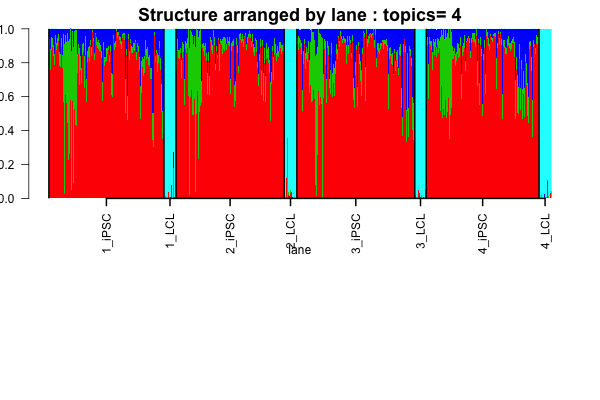 Structure arranged by lane : topics= 4
1.0
0.8
0.6
0.4
0.2
0.0
1_iPSC
1_LCL
2_iPSC
2_LCL
3_iPSC
3_LCL
4_iPSC
4_LCL
lane